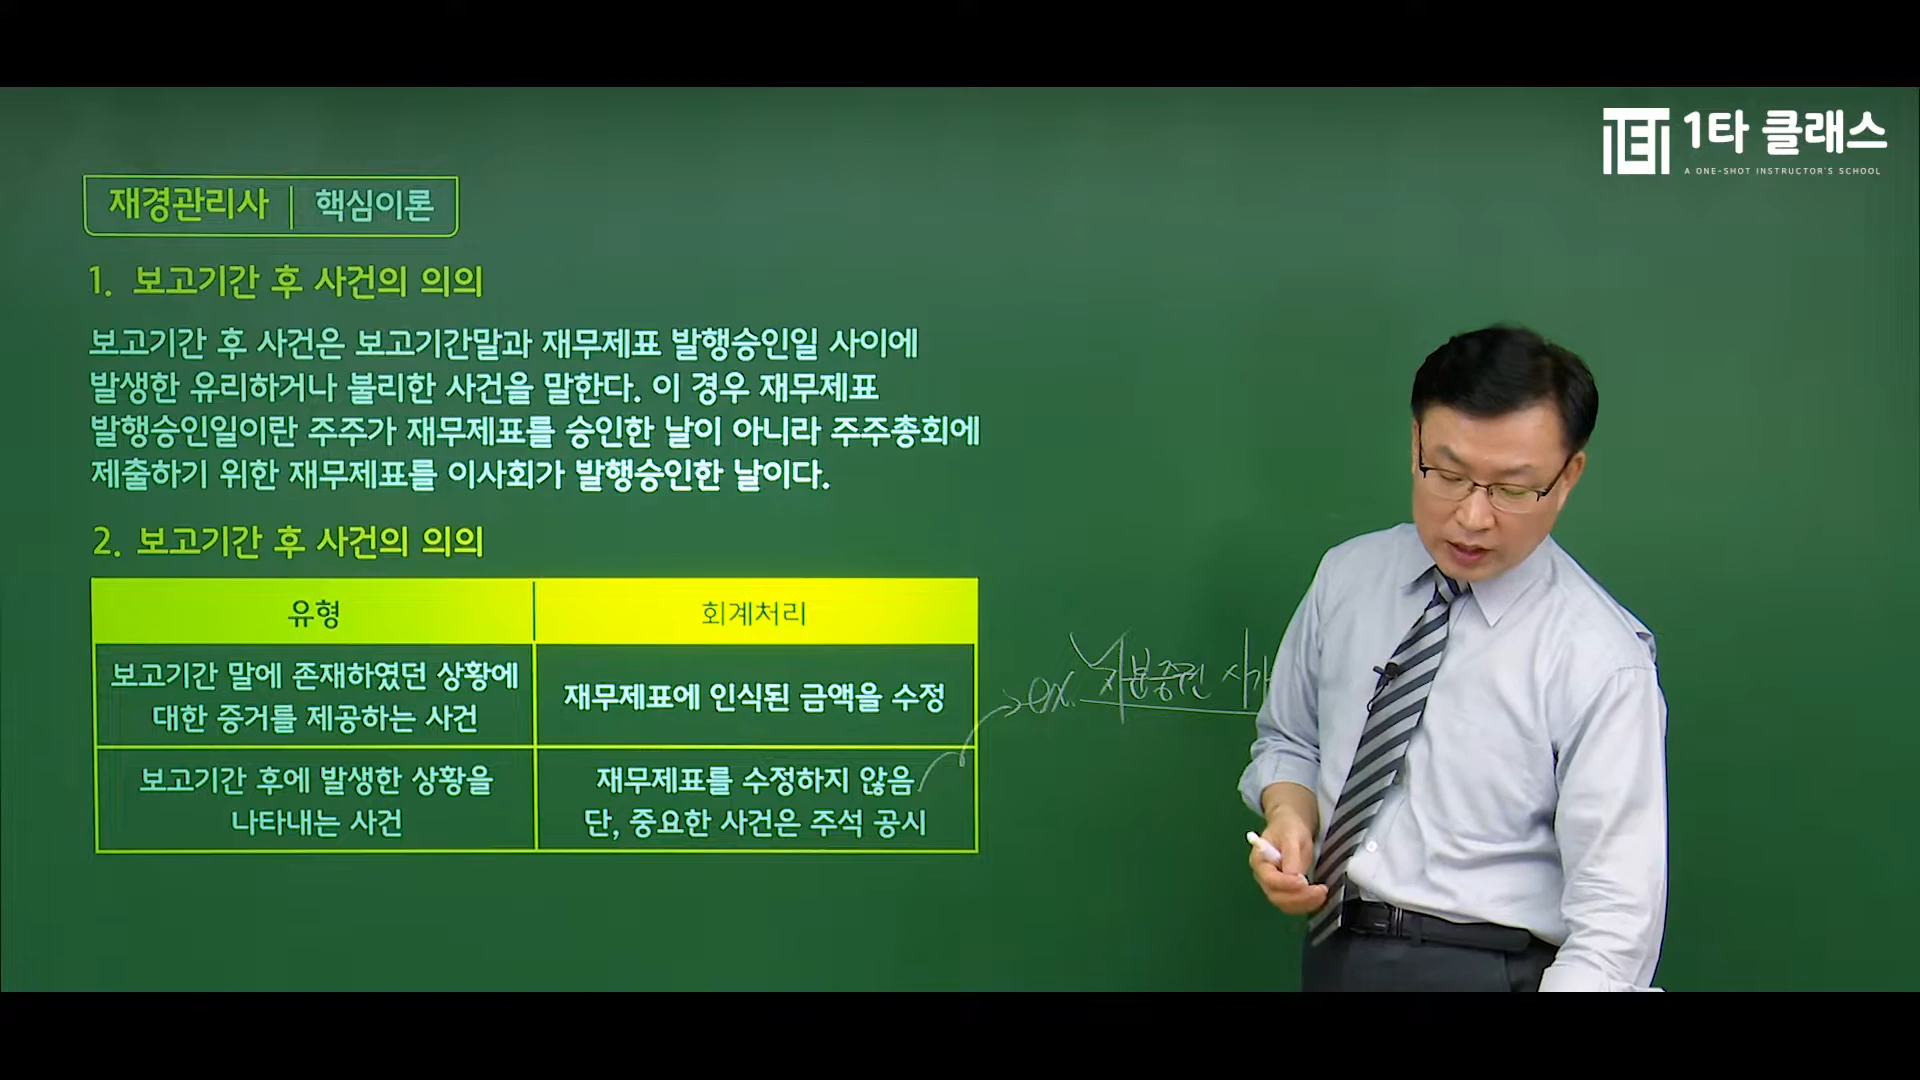 1타 클래스
A ONE-SHOT INSTRUCTOR'S SCHOOL
재경관리사 | 핵심이론
1. 보고기간 후 사건의 의의
보고기간 후 사건은 보고기간말과 재무제표 발행승인일 사이에
발생한 유리하거나 불리한 사건을 말한다. 이 경우 재무제표
발행승인일이란 주주가 재무제표를 승인한 날이 아니라 주주총회에
제출하기 위한 재무제표를 이사회가 발행승인한 날이다.
2. 보고기간 후 사건의 의의
유형
회계처리
보고기간 말에 존재하였던 상황에
대한 증거를 제공하는 사건
재무제표에 인식된 금액을 수정
보고기간 후에 발생한 상황을
나타내는 사건
재무제표를 수정하지 않음
단, 중요한 사건은 주석 공시
ex. 지분증권 시가